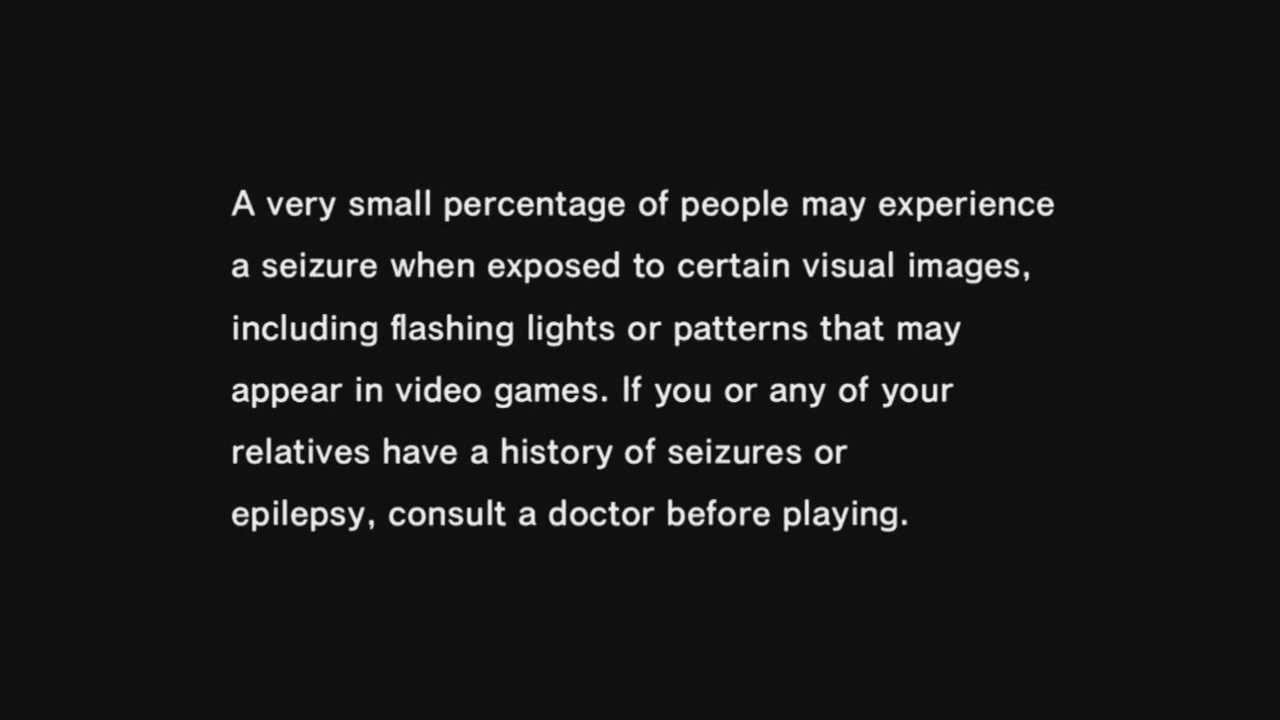 A very small percentage of people may experience
a seizure when exposed to certain visual images,
including flashing lights or patterns that may
appear in video games. If you or any of your
relatives have a history of seizures or
epilepsy, consult a doctor before playing.